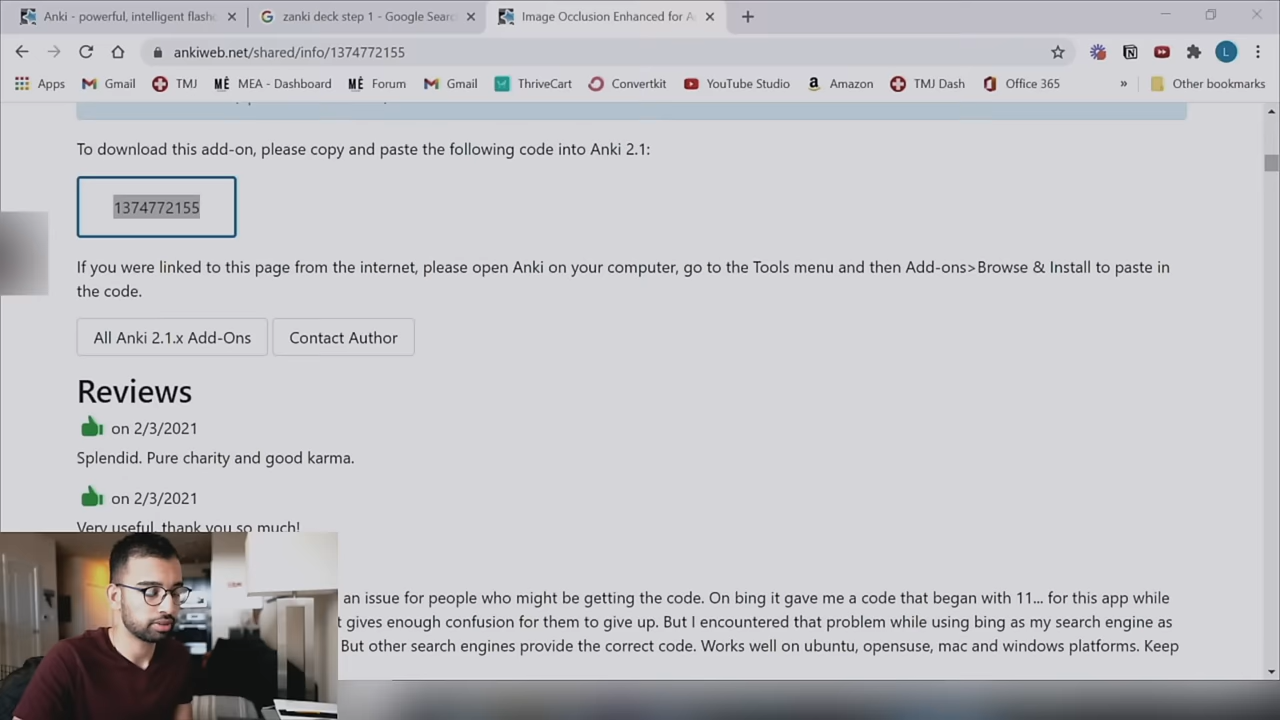 Anki - powerful, intelligent flash
zanki deck step 1 - Google Sear
Image Occlusion Enhanced for A
ankiweb.net/shared/info/1374772155
L
Apps
Gmail
TMJ
MĒ MEA - Dashboard
MĒ Forum
Gmail
ThriveCart
Convertkit
YouTube Studio
Amazon
TMJ Dash
Office 365
»
Other bookmarks
To download this add-on, please copy and paste the following code into Anki 2.1:
1374772155
If you were linked to this page from the internet, please open Anki on your computer, go to the Tools menu and then Add-ons>Browse & Install to paste in
the code.
All Anki 2.1.x Add-Ons
Contact Author
Reviews
on 2/3/2021
Splendid. Pure charity and good karma.
on 2/3/2021
Very useful, thank you so much!
an issue for people who might be getting the code. On bing it gave me a code that began with 11... for this app while
t gives enough confusion for them to give up. But I encountered that problem while using bing as my search engine as
But other search engines provide the correct code. Works well on ubuntu, opensuse, mac and windows platforms. Keep